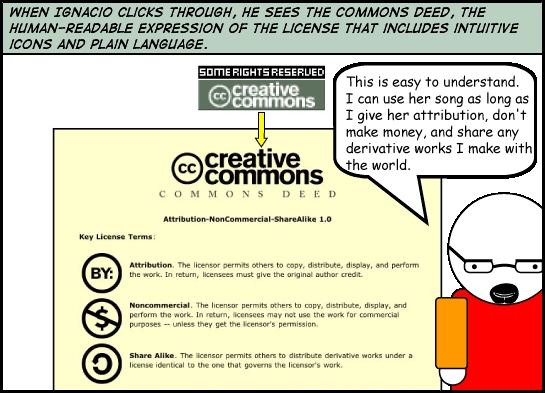 WHEN IGNACIO CLICKS THROUGH, HE SEES THE COMMONS DEED, THE
HUMAN-READABLE EXPRESSION OF THE LICENSE THAT INCLUDES INTUITIVE
ICONS AND PLAIN LANGUAGE.
SOME RIGHTS RESERVED
cc creative
commons
This is easy to understand.
I can use her song as long as
I give her attribution, don't
make money, and share any
derivative works I make with
the world.
cc creative
commons
COMMONS DEED
Attribution-NonCommercial-ShareAlike 1.0
Key License Terms:
BY:
Attribution. The licensor permits others to copy, distribute, display, and perform
the work. In return, licensees must give the original author credit.
$
Noncommercial. The licensor permits others to copy, distribute, display, and
perform the work. In return, licensees may not use the work for commercial
purposes -- unless they get the licensor's permission.
Share Alike. The licensor permits others to distribute derivative works under a
license identical to the one that governs the licensor's work.